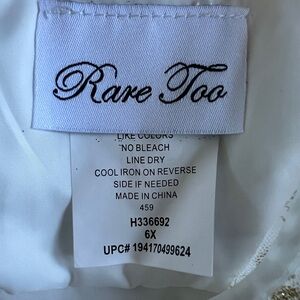 Rare Too
LIKE COLORS
NO BLEACH
LINE DRY
COOL IRON ON REVERSE
SIDE IF NEEDED
MADE IN CHINA
459
H336692
6X
UPC# 194170499624